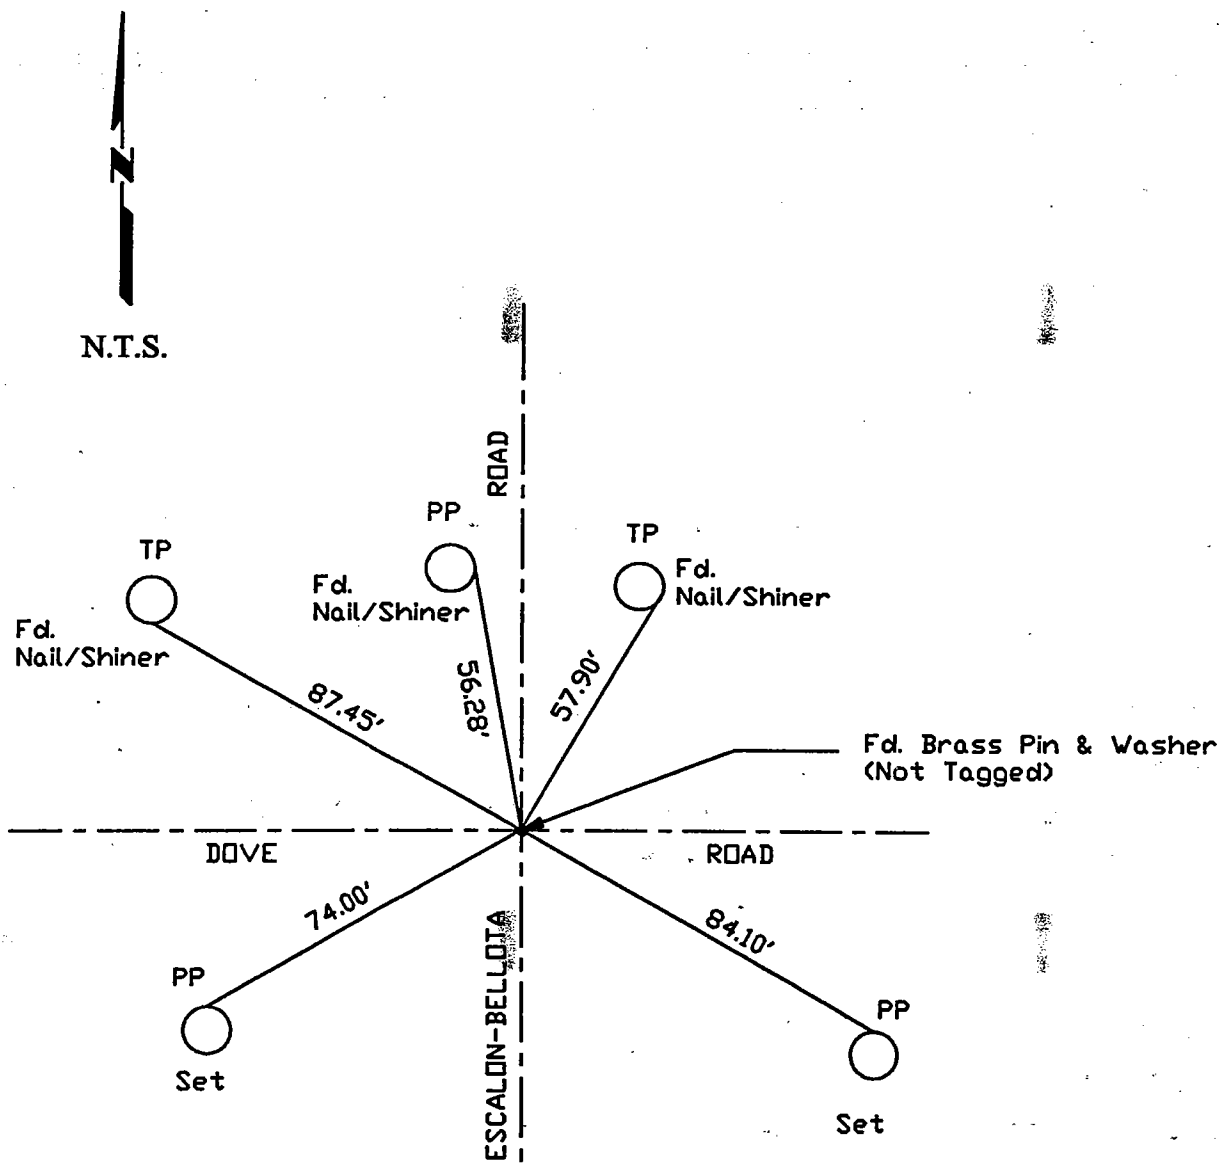 N
N.T.S.
ROAD
PP
TP
TP
Fd.
Nail/Shiner
Fd.
Nail/Shiner
Fd.
Nail/Shiner
87.45'
56.28'
57.90'
Fd. Brass Pin & Washer
(Not Tagged)
DOVE
ROAD
74.00'
84.10'
ESCALON-BELLOTA
PP
PP
Set
Set